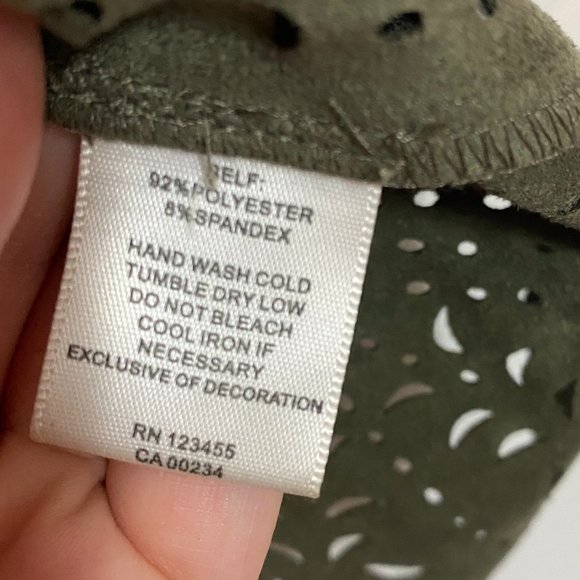 SELF:
92% POLYESTER
8% SPANDEX
HAND WASH COLD
TUMBLE DRY LOW
DO NOT BLEACH
COOL IRON IF
NECESSARY
EXCLUSIVE OF DECORATION
RN 123455
CA 00234